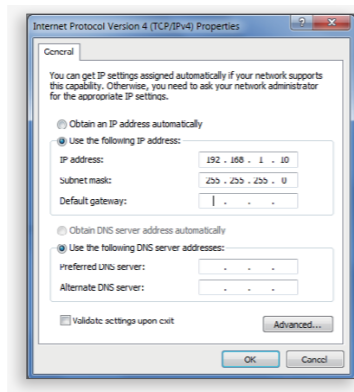 Internet Protocol Version 4 (TCP/IPv4) Properties
General
You can get IP settings assigned automatically if your network supports
this capability. Otherwise, you need to ask your network administrator
for the appropriate IP settings.
Obtain an IP address automatically
Use the following IP address:
IP address: 192 . 168 . 1 . 10
Subnet mask: 255 . 255 . 255 . 0
Default gateway: . . .
Obtain DNS server address automatically
Use the following DNS server addresses:
Preferred DNS server: . . .
Alternate DNS server: . . .
Validate settings upon exit
Advanced...
OK Cancel